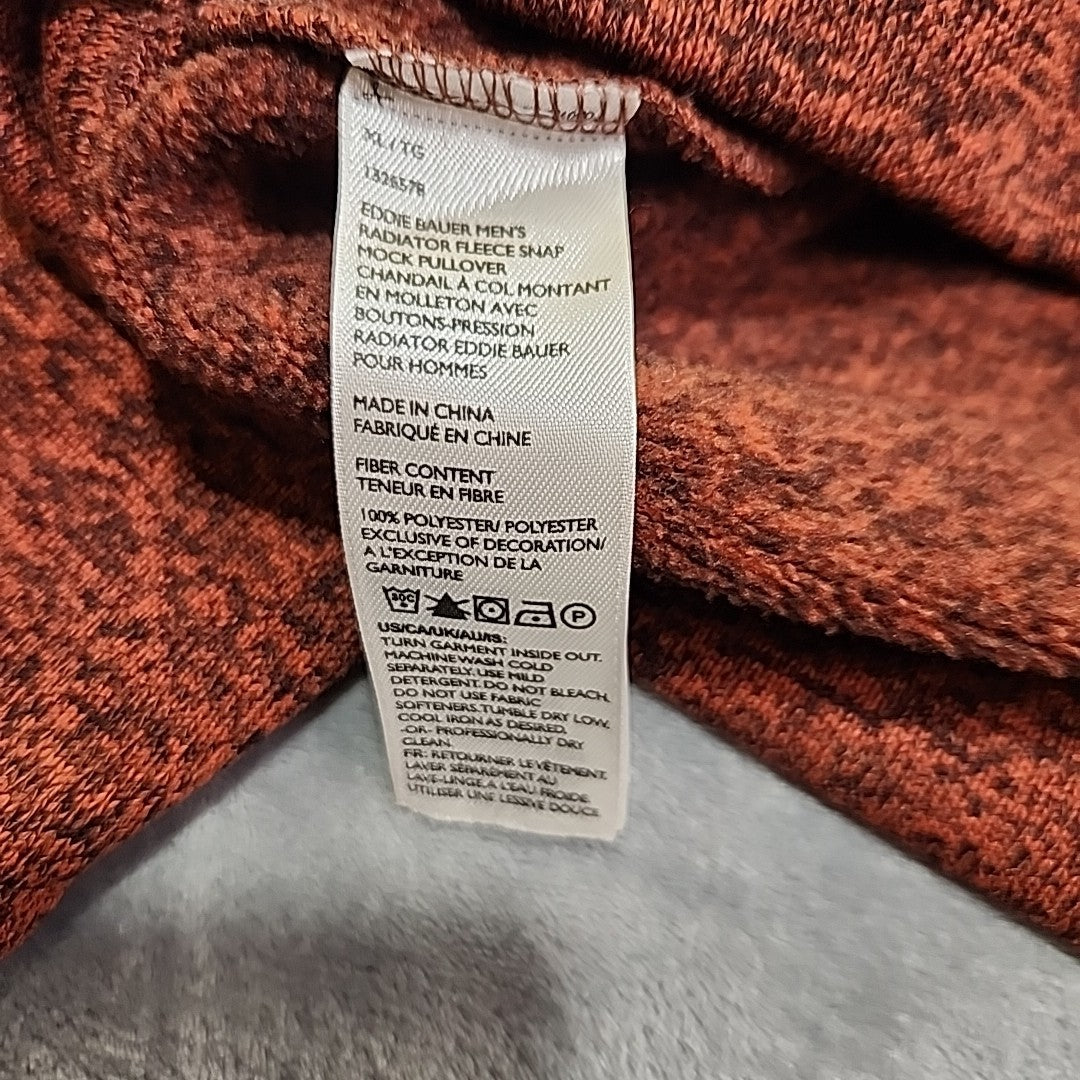 XL / TG
1326578
EDDIE BAUER MEN'S
RADIATOR FLEECE SNAP
MOCK PULLOVER
CHANDAIL À COL MONTANT
EN MOLLETON AVEC
BOUTONS-PRESSION
RADIATOR EDDIE BAUER
POUR HOMMES
MADE IN CHINA
FABRIQUÉ EN CHINE
FIBER CONTENT
TENEUR EN FIBRE
100% POLYESTER/ POLYESTER
EXCLUSIVE OF DECORATION/
A L'EXCEPTION DE LA
GARNITURE
30C P
US/CA/UK/AU/IS:
TURN GARMENT INSIDE OUT.
MACHINE WASH COLD
SEPARATELY. USE MILD
DETERGENT. DO NOT BLEACH.
DO NOT USE FABRIC
SOFTENERS. TUMBLE DRY LOW.
COOL IRON AS DESIRED.
-OR- PROFESSIONALLY DRY
CLEAN.
FR: RETOURNER LE VÊTEMENT.
LAVER SÉPARÉMENT AU
LAVE-LINGE À L'EAU FROIDE.
UTILISER UNE LESSIVE DOUCE.